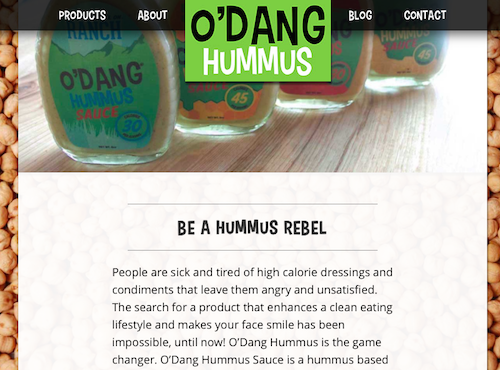 PRODUCTS ABOUT O'DANG HUMMUS BLOG CONTACT
RANCH
O'DANG
HUMMUS
SAUCE
30
45
45
BE A HUMMUS REBEL
People are sick and tired of high calorie dressings and
condiments that leave them angry and unsatisfied.
The search for a product that enhances a clean eating
lifestyle and makes your face smile has been
impossible, until now! O'Dang Hummus is the game
changer. O'Dang Hummus Sauce is a hummus based